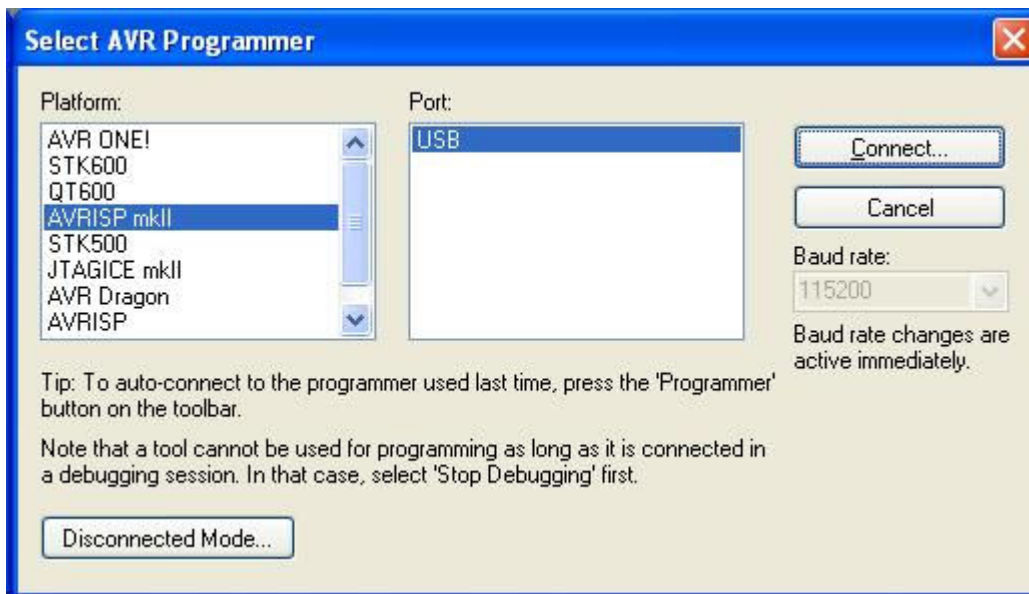 Select AVR Programmer
Platform:
AVR ONE!
STK600
QT600
AVRISP mkII
STK500
JTAGICE mkII
AVR Dragon
AVRISP
Port:
USB
Connect...
Cancel
Baud rate:
115200
Baud rate changes are
active immediately.
Tip: To auto-connect to the programmer used last time, press the 'Programmer'
button on the toolbar.
Note that a tool cannot be used for programming as long as it is connected in
a debugging session. In that case, select 'Stop Debugging' first.
Disconnected Mode...